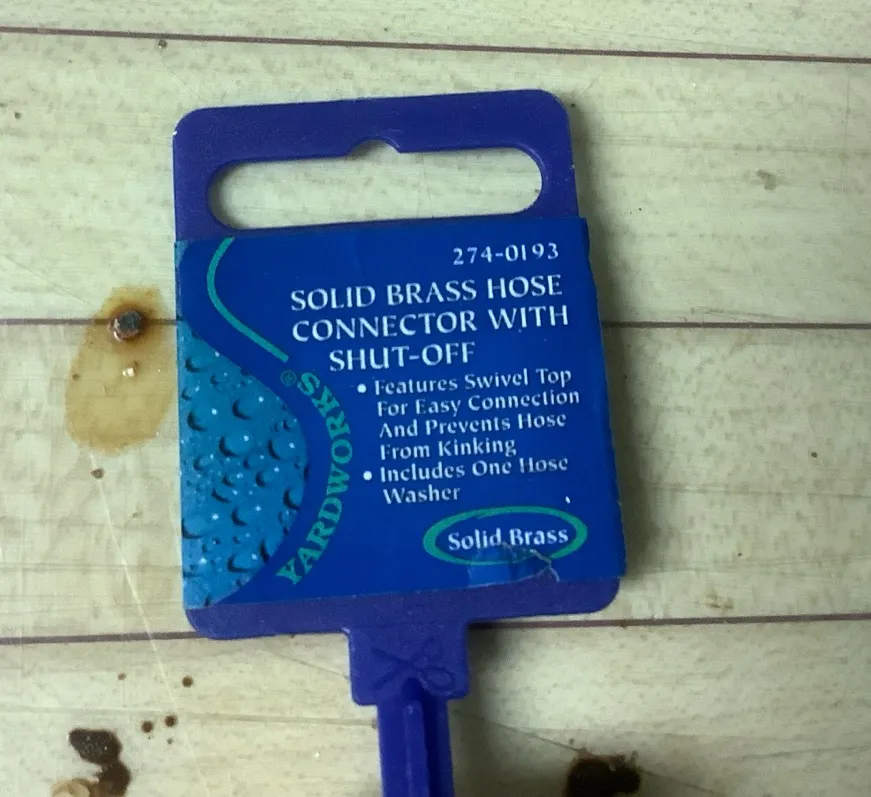 274-0193
SOLID BRASS HOSE
CONNECTOR WITH
SHUT-OFF
• Features Swivel Top
For Easy Connection
And Prevents Hose
From Kinking
• Includes One Hose
Washer
YARDWORKS®
Solid Brass